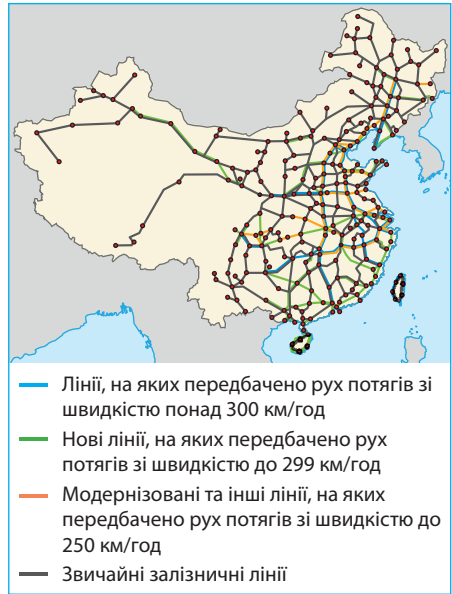 Лінії, на яких передбачено рух потягів зі
швидкістю понад 300 км/год
Нові лінії, на яких передбачено рух
потягів зі швидкістю до 299 км/год
Модернізовані та інші лінії, на яких
передбачено рух потягів зі швидкістю до
250 км/год
Звичайні залізничні лінії